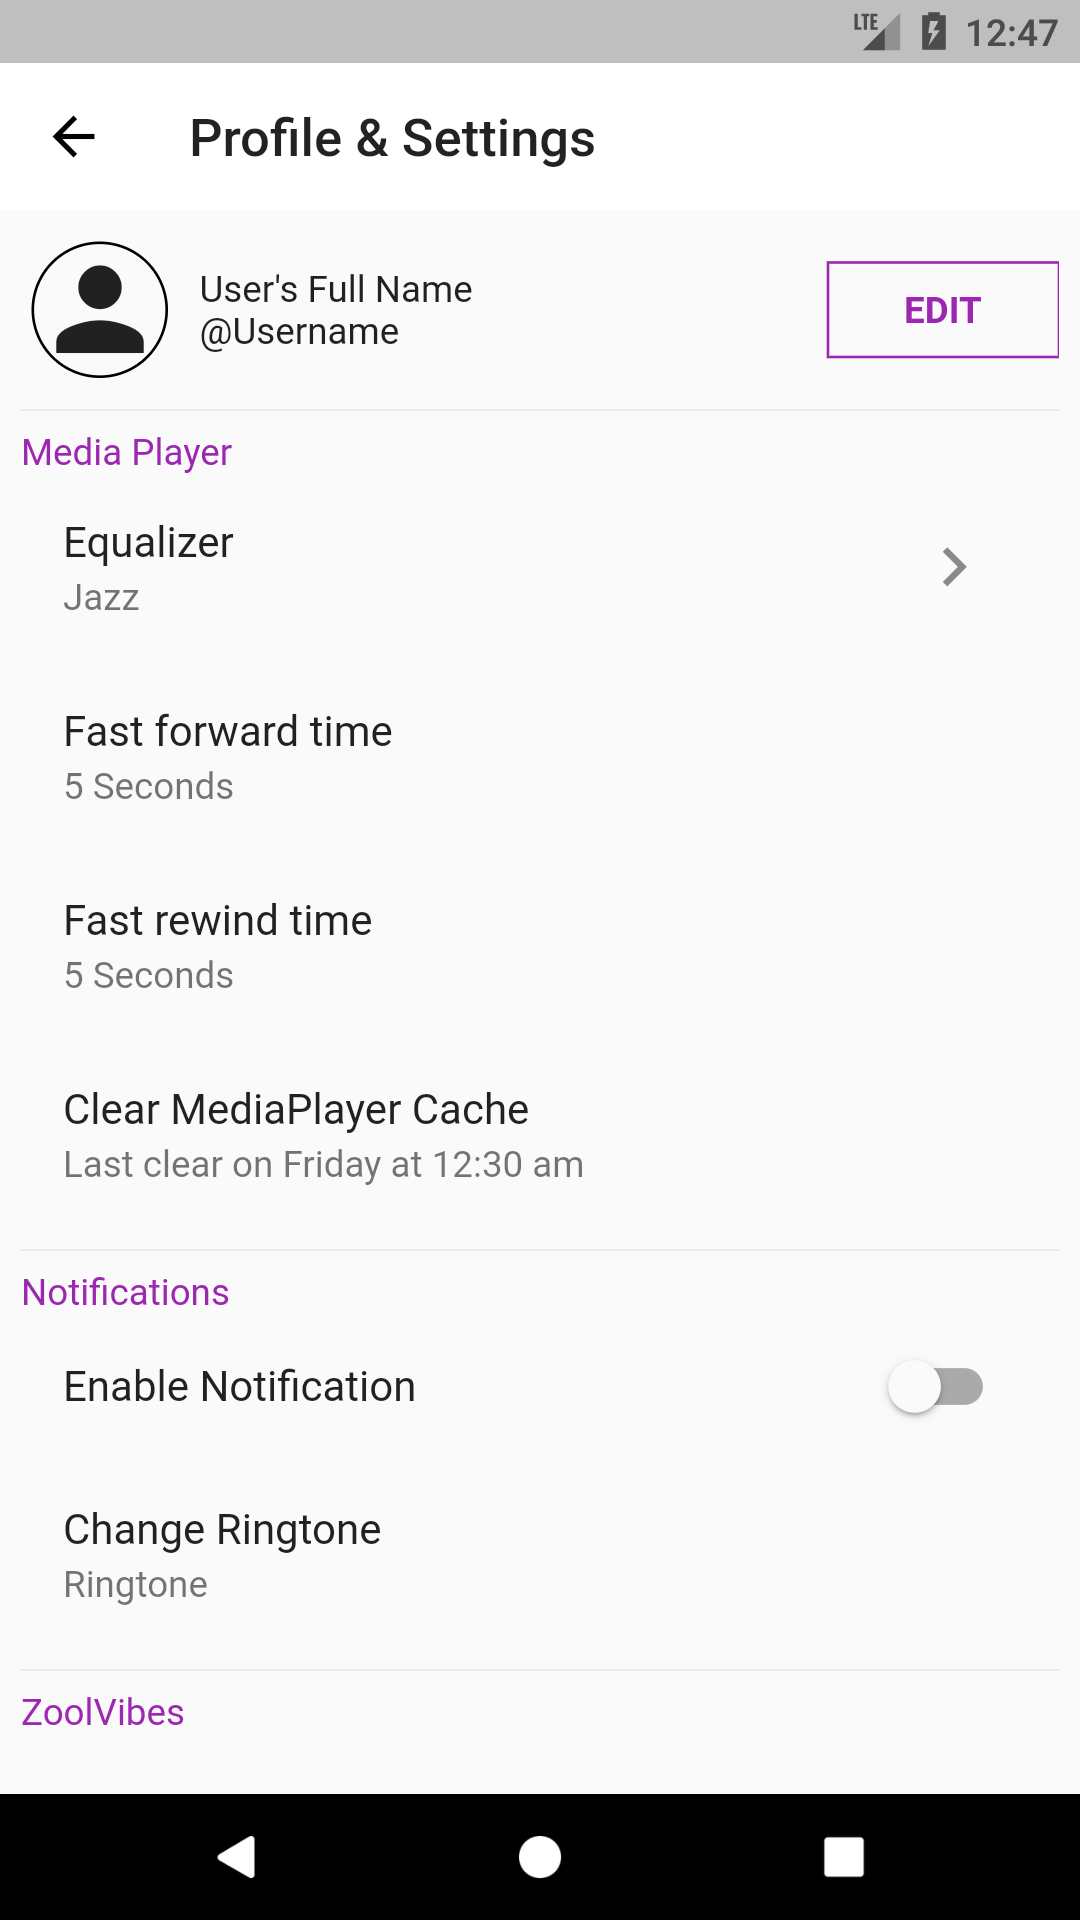 LTE 12:47
Profile & Settings
User's Full Name
@Username
EDIT
Media Player
Equalizer
Jazz
Fast forward time
5 Seconds
Fast rewind time
5 Seconds
Clear MediaPlayer Cache
Last clear on Friday at 12:30 am
Notifications
Enable Notification
Change Ringtone
Ringtone
ZoolVibes